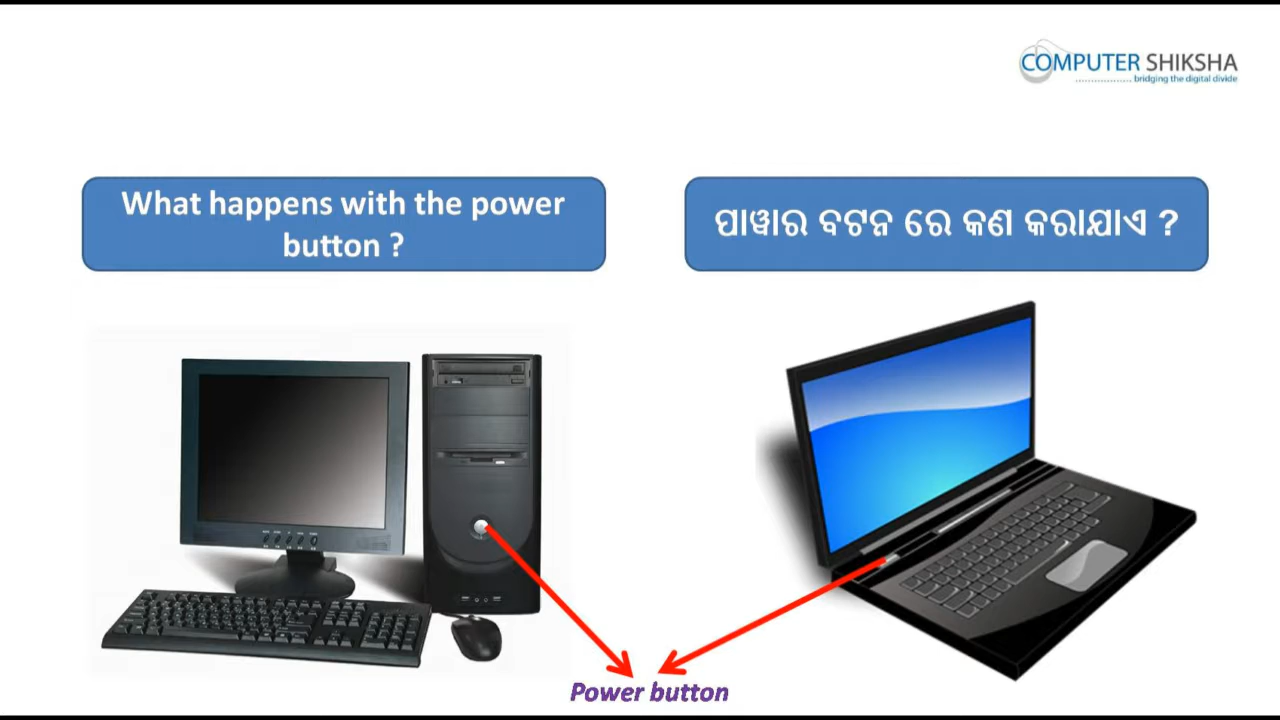 COMPUTER SHIKSHA
bridging the digital divide
What happens with the power
button ?
ପାୱାର ବଟନ ରେ କଣ କରାଯାଏ ?
Power button